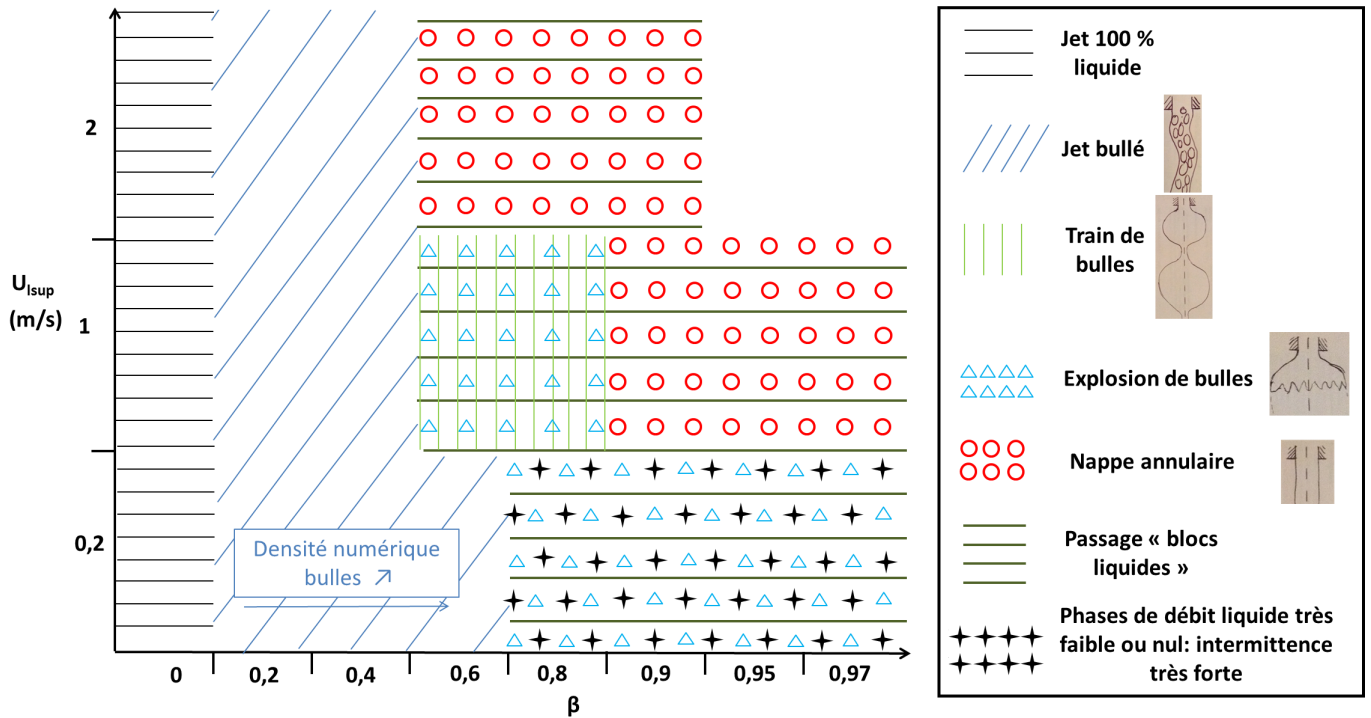 2
U_lsup
(m/s)
1
0,2
Densité numérique
bulles ↗
0
0,2
0,4
0,6
0,8
0,9
0,95
0,97
β
Jet 100 %
liquide
Jet bullé
Train de
bulles
Explosion de bulles
Nappe annulaire
Passage « blocs
liquides »
Phases de débit liquide très
faible ou nul: intermittence
très forte